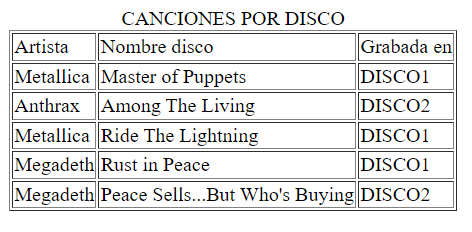 CANCIONES POR DISCO
Artista Nombre disco Grabada en
Metallica Master of Puppets DISCO1
Anthrax Among The Living DISCO2
Metallica Ride The Lightning DISCO1
Megadeth Rust in Peace DISCO1
Megadeth Peace Sells...But Who's Buying DISCO2